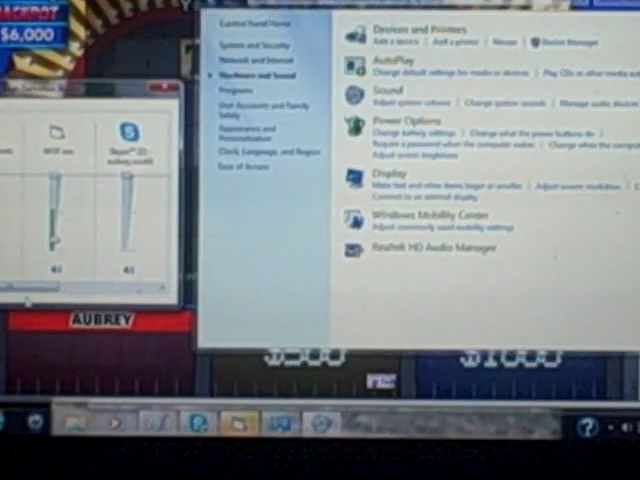 JACKPOT
$6,000
Control Panel Home
System and Security
Network and Internet
Hardware and Sound
Programs
User Accounts and Family
Safety
Appearance and
Personalization
Clock, Language, and Region
Ease of Access
Devices and Printers
Add a device | Add a printer | Mouse | Device Manager
AutoPlay
Change default settings for media or devices | Play CDs or other media
Sound
Adjust system volume | Change system sounds | Manage audio devices
Power Options
Change battery settings | Change what the power buttons do
Require a password when the computer wakes | Change when the
Adjust screen brightness
Display
Make text and other items larger or smaller | Adjust screen resolution
Connect to an external display
Windows Mobility Center
Adjust commonly used mobility settings
Realtek HD Audio Manager
Skype
AUBREY
$500
$1000